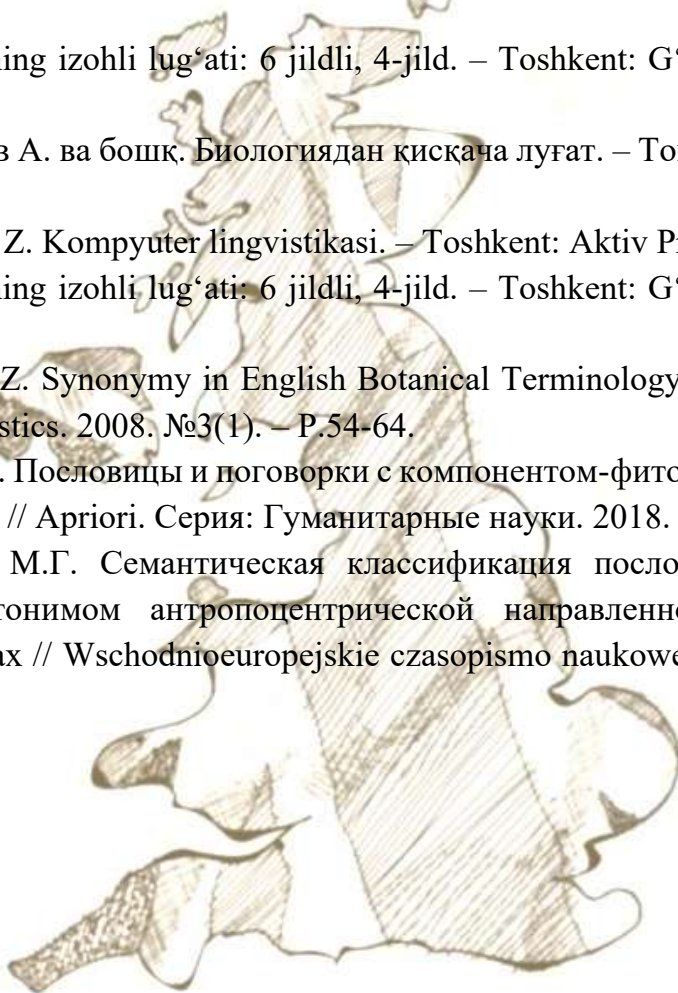 ing izohli lug‘ati: 6 jildli, 4-jild. – Toshkent: G‘
в А. ва бошқ. Биологиядан қисқача луғат. – То
Z. Kompyuter lingvistikasi. – Toshkent: Aktiv P
ing izohli lug‘ati: 6 jildli, 4-jild. – Toshkent: G‘
Z. Synonymy in English Botanical Terminology
stics. 2008. №3(1). – P.54-64.
. Пословицы и поговорки с компонентом-фито
// Apriori. Серия: Гуманитарные науки. 2018.
М.Г. Семантическая классификация посло
тонимом антропоцентрической направленно
ах // Wschodnioeuropejskie czasopismo naukowe